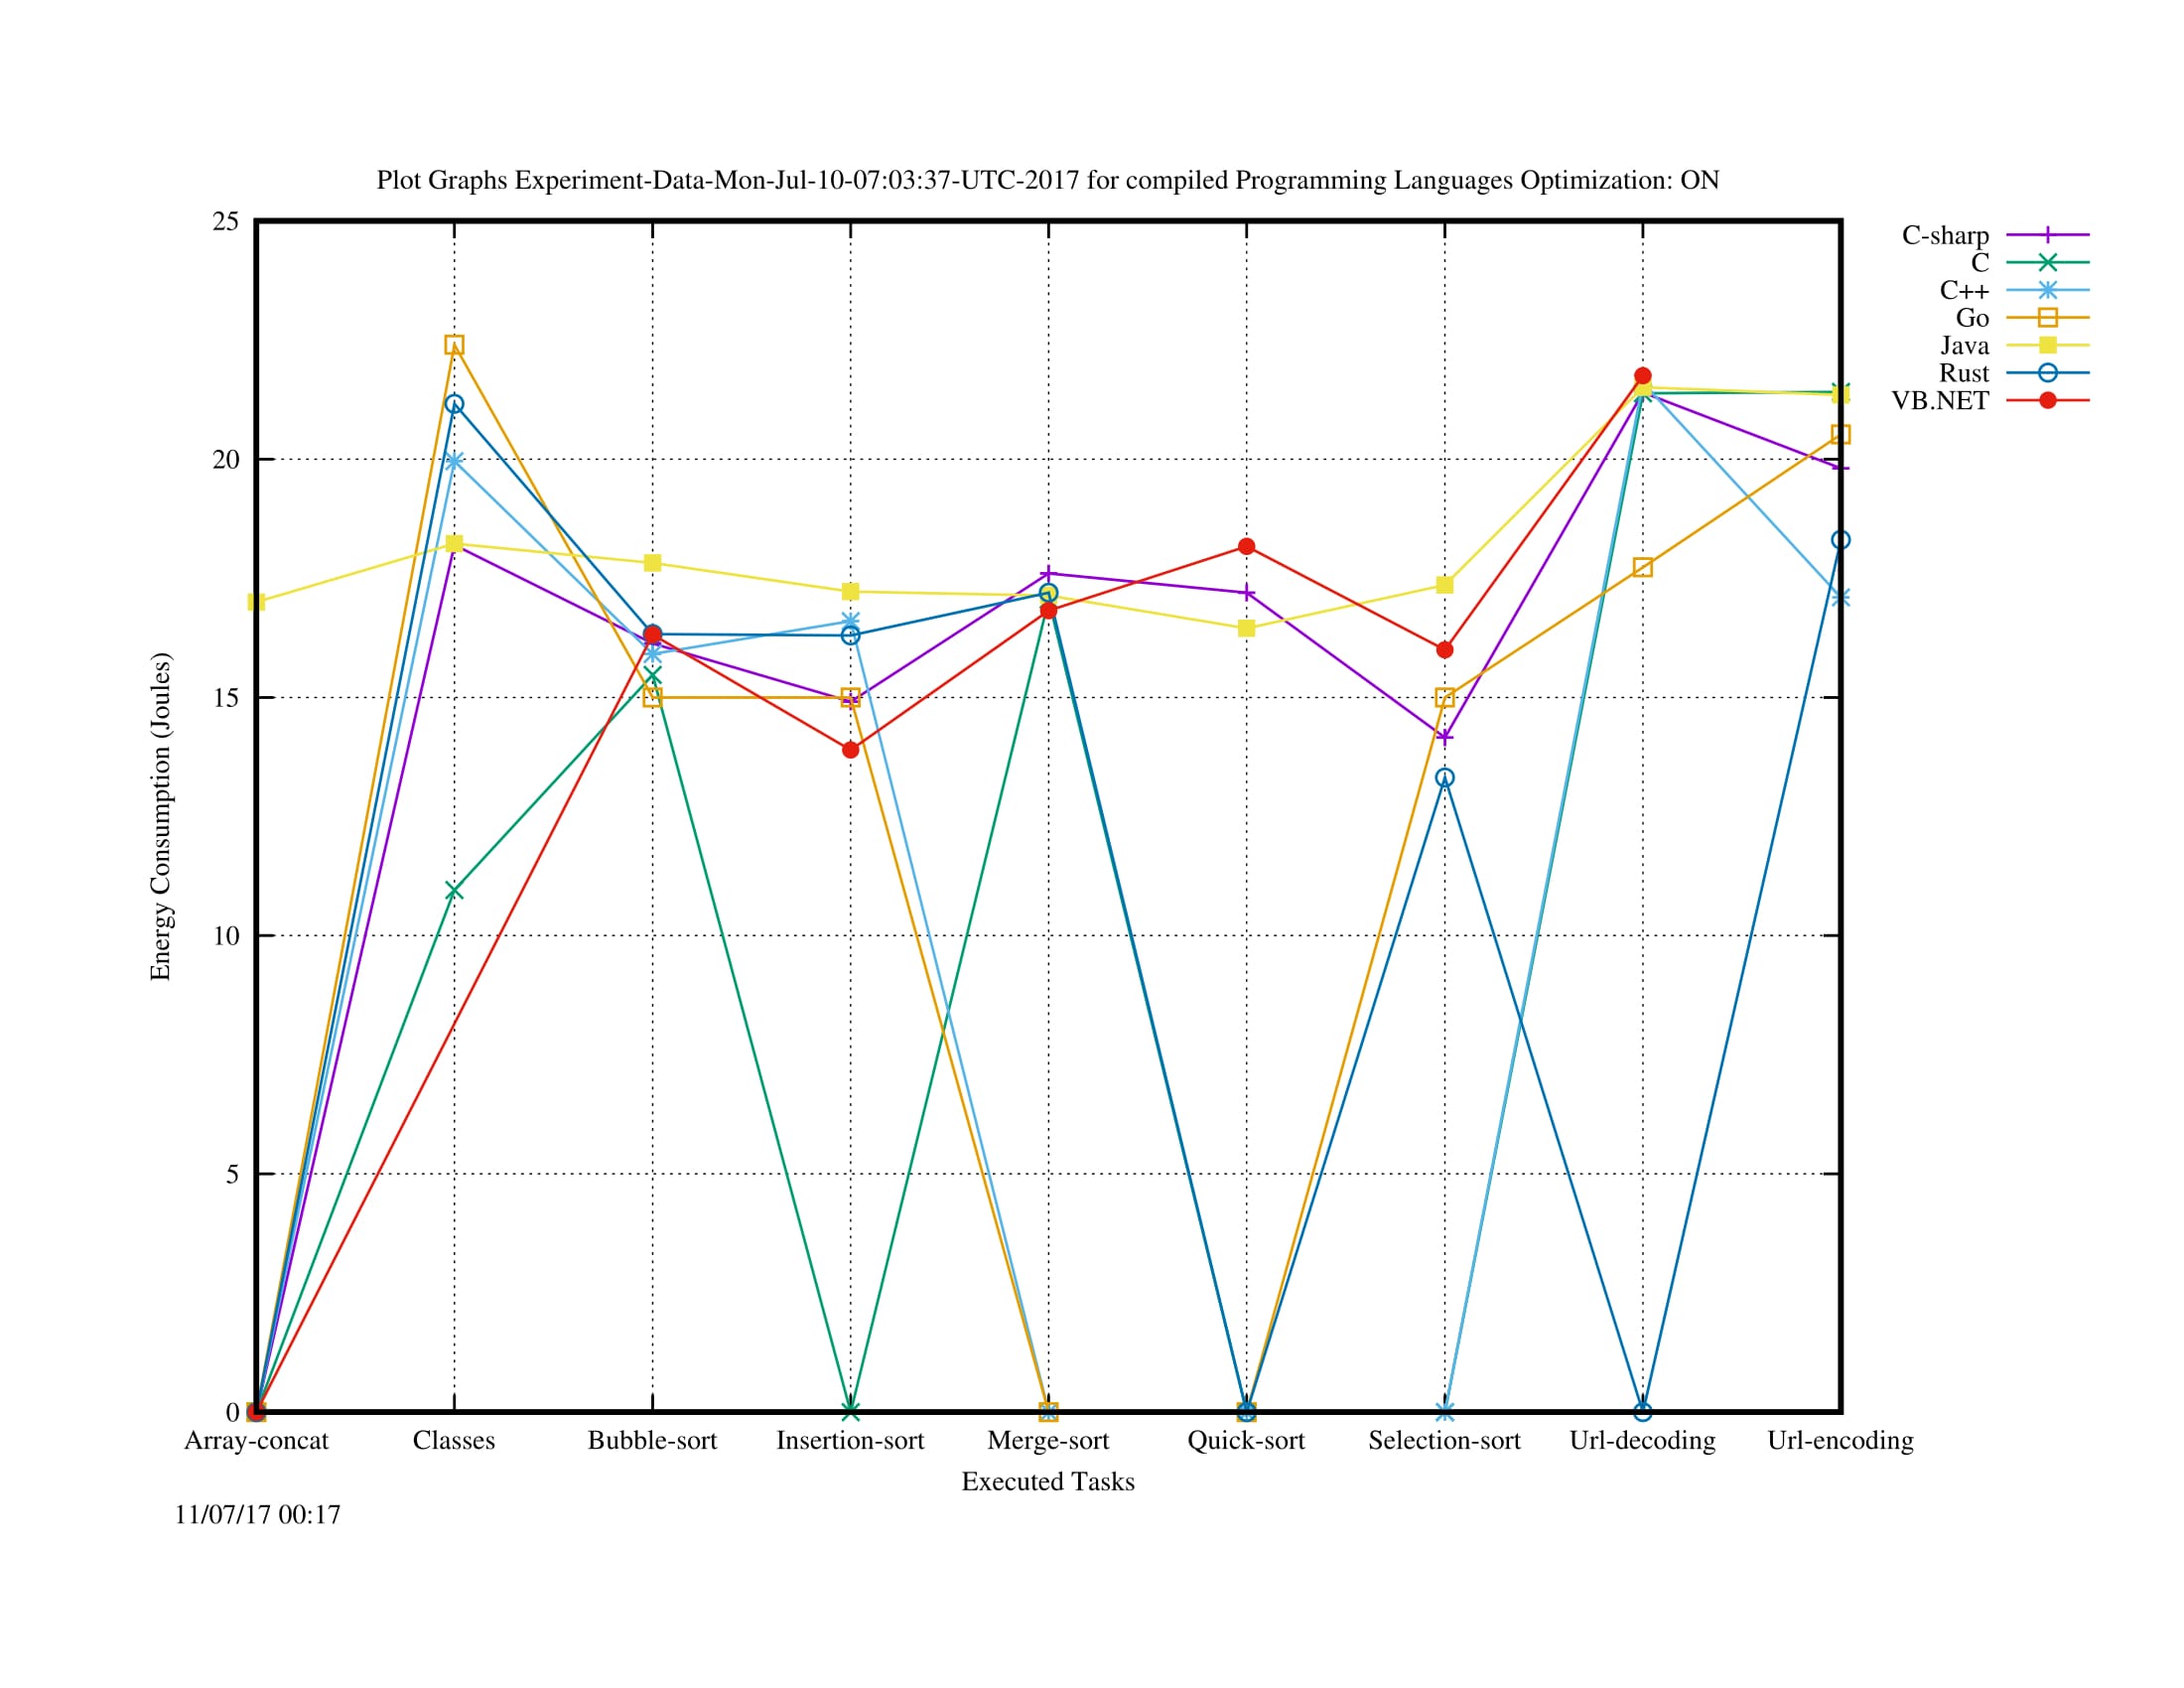 Plot Graphs Experiment-Data-Mon-Jul-10-07:03:37-UTC-2017 for compiled Programming Languages Optimization: ON
C-sharp
C
C++
Go
Java
Rust
VB.NET
25
20
15
10
5
0
Energy Consumption (Joules)
Array-concat Classes Bubble-sort Insertion-sort Merge-sort Quick-sort Selection-sort Url-decoding Url-encoding
Executed Tasks
11/07/17 00:17